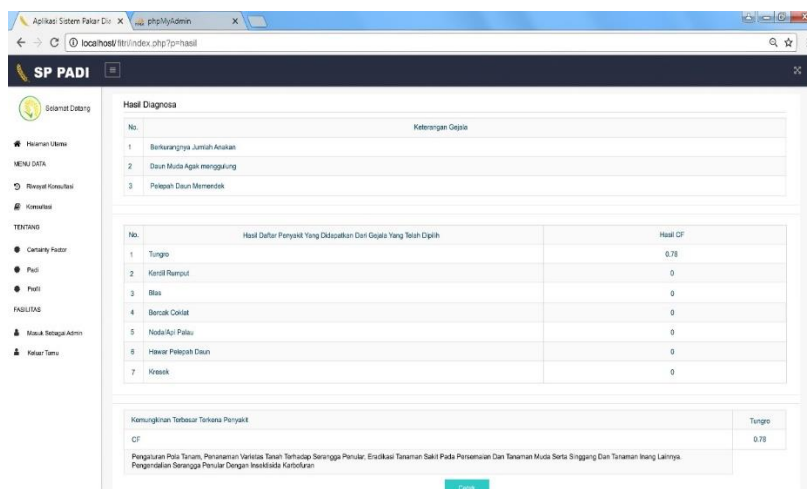 Aplikasi Sistem Pakar Dia
phpMyAdmin
localhost/fitri/index.php?p=hasil
SP PADI
Selamat Datang
Halaman Utama
MENU DATA
Riwayat Konsultasi
Konsultasi
TENTANG
Certainty Factor
Padi
Profil
FASILITAS
Masuk Sebagai Admin
Keluar Tamu
Hasil Diagnosa
No. Keterangan Gejala
1 Berkurangnya Jumlah Anakan
2 Daun Muda Agak menggulung
3 Pelepah Daun Memendek
No. Hasil Daftar Penyakit Yang Didapatkan Dari Gejala Yang Telah Dipilih Hasil CF
1 Tungro 0.78
2 Kerdil Rumput 0
3 Blas 0
4 Bercak Coklat 0
5 Noda/Api Palsu 0
6 Hawar Pelepah Daun 0
7 Kresek 0
Kemungkinan Terbesar Terkena Penyakit Tungro
CF 0.78
Pengaturan Pola Tanam, Penanaman Varietas Tanah Terhadap Serangga Penular, Eradikasi Tanaman Sakit Pada Persemaian Dan Tanaman Muda Serta Singgang Dan Tanaman Inang Lainnya.
Pengendalian Serangga Penular Dengan Insektisida Karbofuran
Cetak